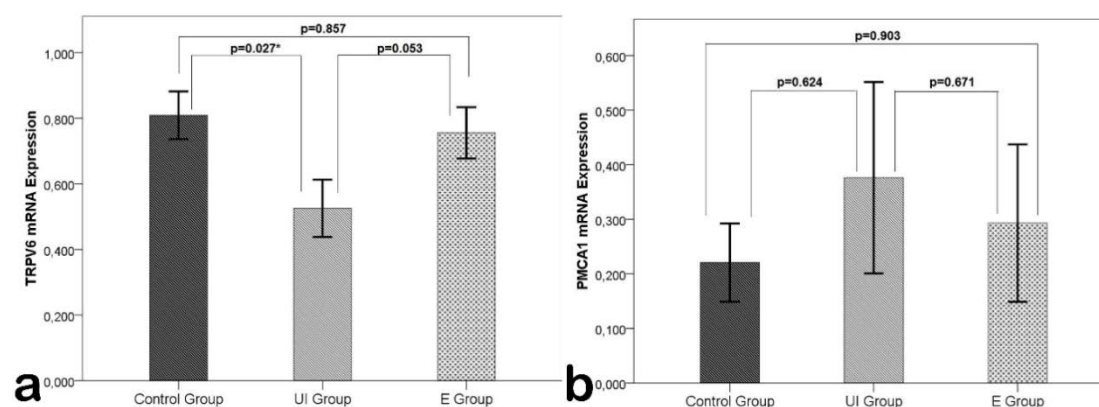 p=0.857
p=0.027*
p=0.053
1,000
0,800
0,600
0,400
0,200
0,000
TRPV6 mRNA Expression
Control Group
UI Group
E Group
a
p=0.903
p=0.624
p=0.671
0,600
0,500
0,400
0,300
0,200
0,100
0,000
PMCA1 mRNA Expression
Control Group
UI Group
E Group
b